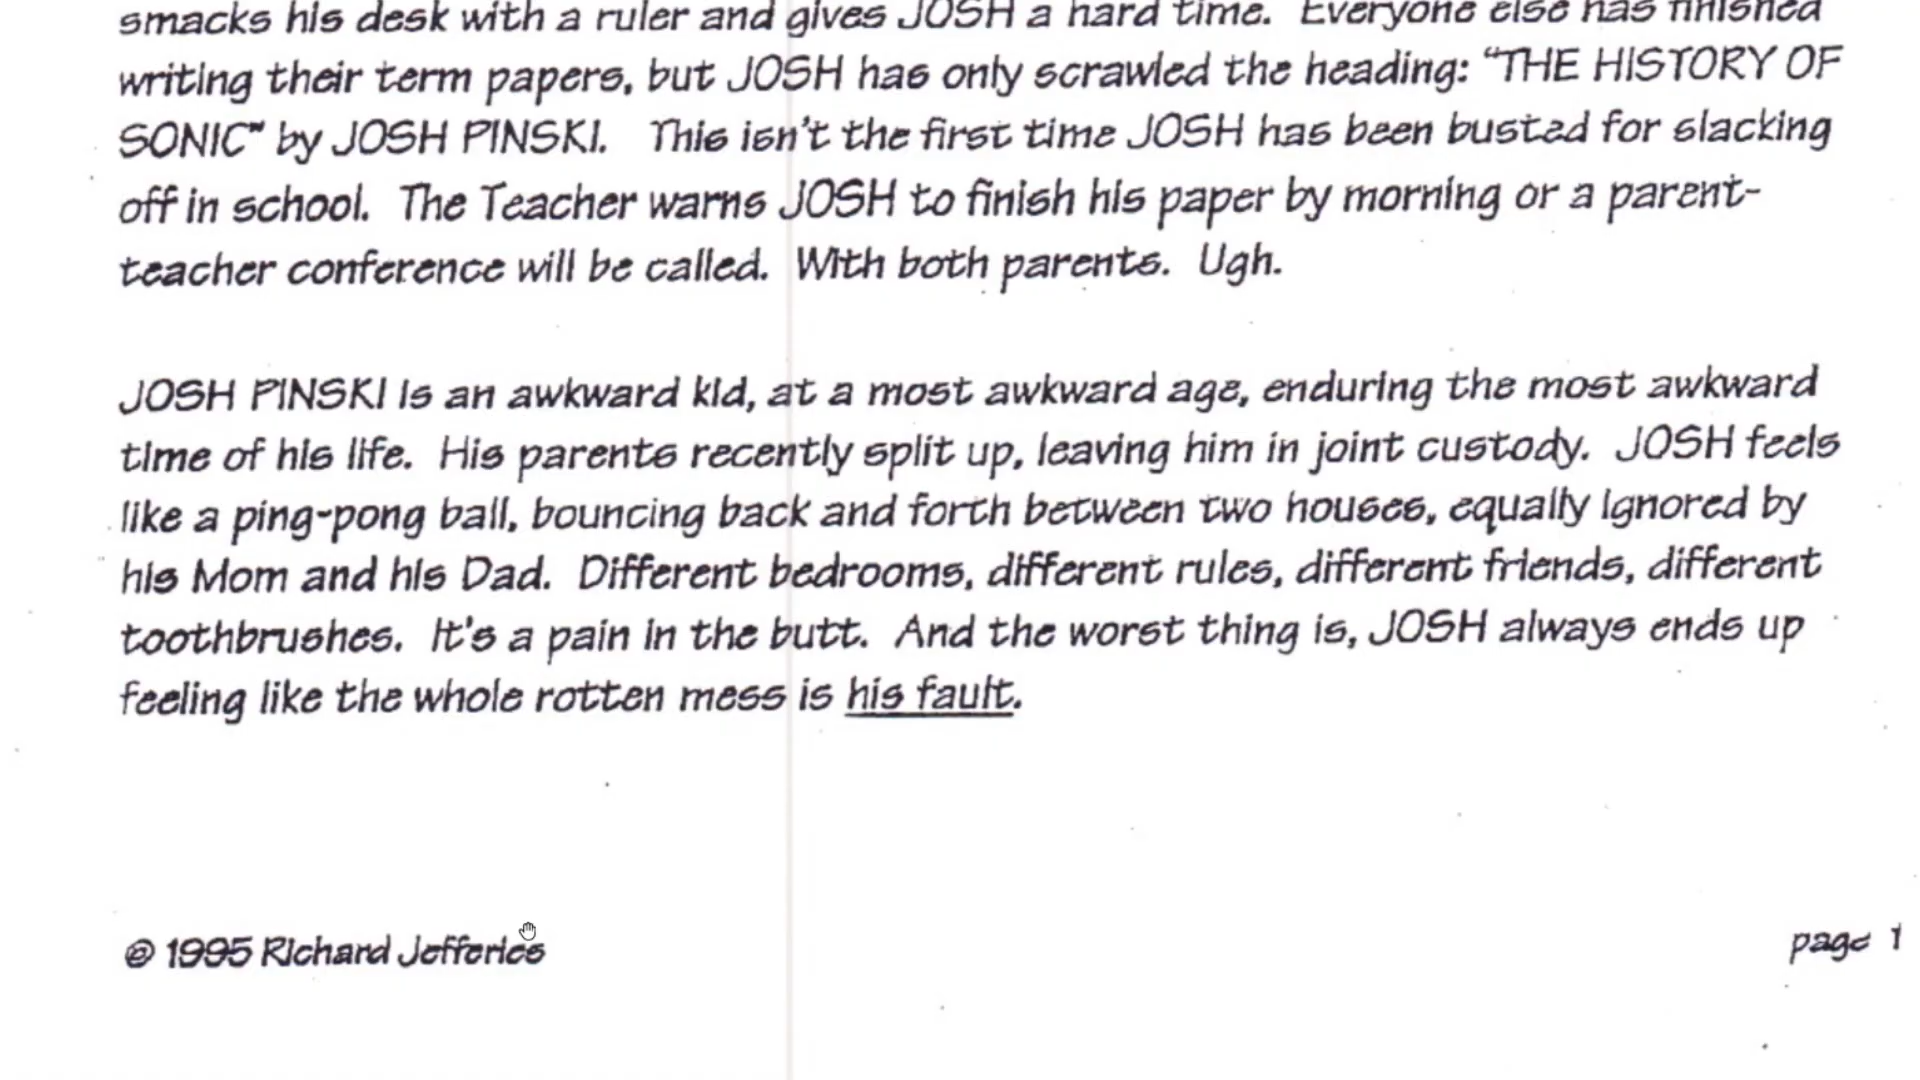 smacks his desk with a ruler and gives JOSH a hard time.  Everyone else has finished
writing their term papers, but JOSH has only scrawled the heading: “THE HISTORY OF
SONIC” by JOSH PINSKI.   This isn't the first time JOSH has been busted for slacking
off in school.  The Teacher warns JOSH to finish his paper by morning or a parent-
teacher conference will be called.  With both parents.  Ugh.
JOSH PINSKI is an awkward kid, at a most awkward age, enduring the most awkward
time of his life.  His parents recently split up, leaving him in joint custody.  JOSH feels
like a ping-pong ball, bouncing back and forth between two houses, equally ignored by
his Mom and his Dad.  Different bedrooms, different rules, different friends, different
toothbrushes.  It's a pain in the butt.  And the worst thing is, JOSH always ends up
feeling like the whole rotten mess is his fault.
© 1995 Richard Jefferies
page 1